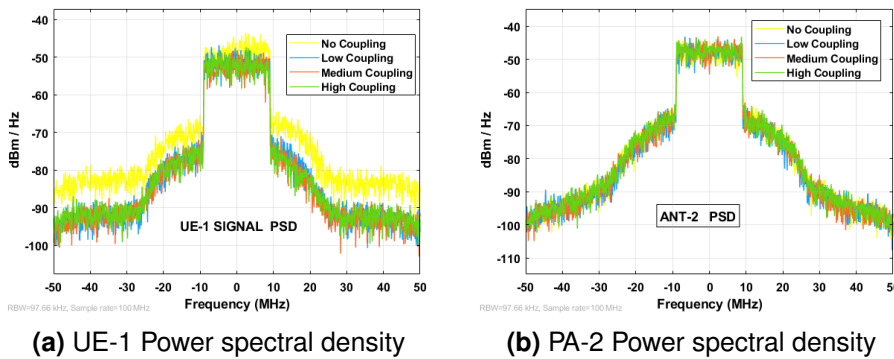 -40
-50
-60
-70
-80
-90
-100
dBm / Hz
No Coupling
Low Coupling
Medium Coupling
High Coupling
UE-1 SIGNAL PSD
-50 -40 -30 -20 -10 0 10 20 30 40 50
Frequency (MHz)
RBW=97.66 kHz, Sample rate=100 MHz
(a) UE-1 Power spectral density
-40
-50
-60
-70
-80
-90
-100
-110
dBm / Hz
No Coupling
Low Coupling
Medium Coupling
High Coupling
ANT-2 PSD
-50 -40 -30 -20 -10 0 10 20 30 40 50
Frequency (MHz)
RBW=97.66 kHz, Sample rate=100 MHz
(b) PA-2 Power spectral density